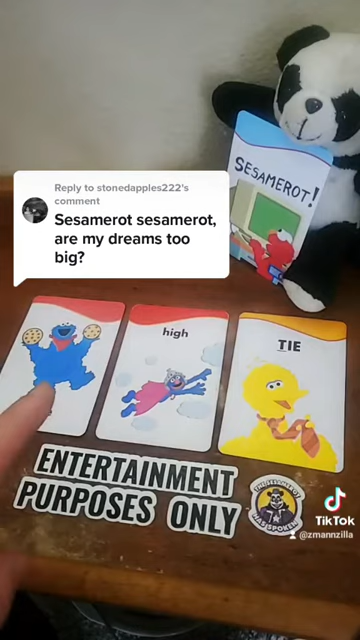 Reply to stonedapples222's
comment
Sesamerot sesamerot,
are my dreams too
big?
SESAMEROT!
high
TIE
ENTERTAINMENT
PURPOSES ONLY
THE SESAMEROT
HAS SPOKEN
TikTok
@zmannzilla